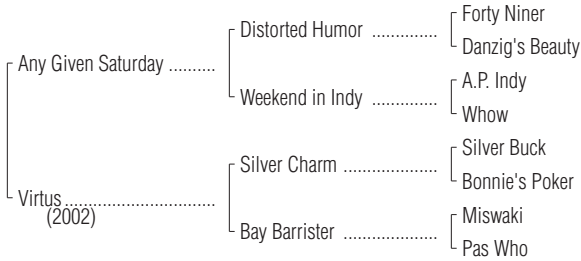 Forty Niner
Distorted Humor ..............
Danzig's Beauty
Any Given Saturday ..........
A.P. Indy
Weekend in Indy ..............
Whow
Silver Buck
Silver Charm ....................
Bonnie's Poker
Virtus................................
(2002)
Miswaki
Bay Barrister ....................
Pas Who